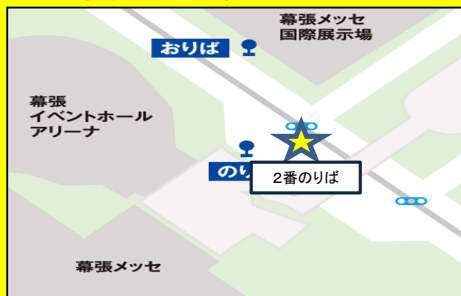 幕張メッセ
国際展示場
おりば
幕張
イベントホール
アリーナ
のり
2番のりば
幕張メッセ